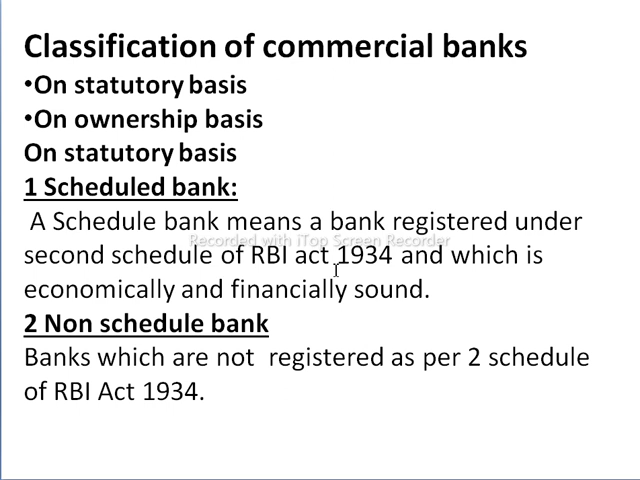 Classification of commercial banks
•On statutory basis
•On ownership basis
On statutory basis
1 Scheduled bank:
A Schedule bank means a bank registered under
Recorded with iTop Screen Recorder
second schedule of RBI act 1934 and which is
economically and financially sound.
2 Non schedule bank
Banks which are not  registered as per 2 schedule
of RBI Act 1934.